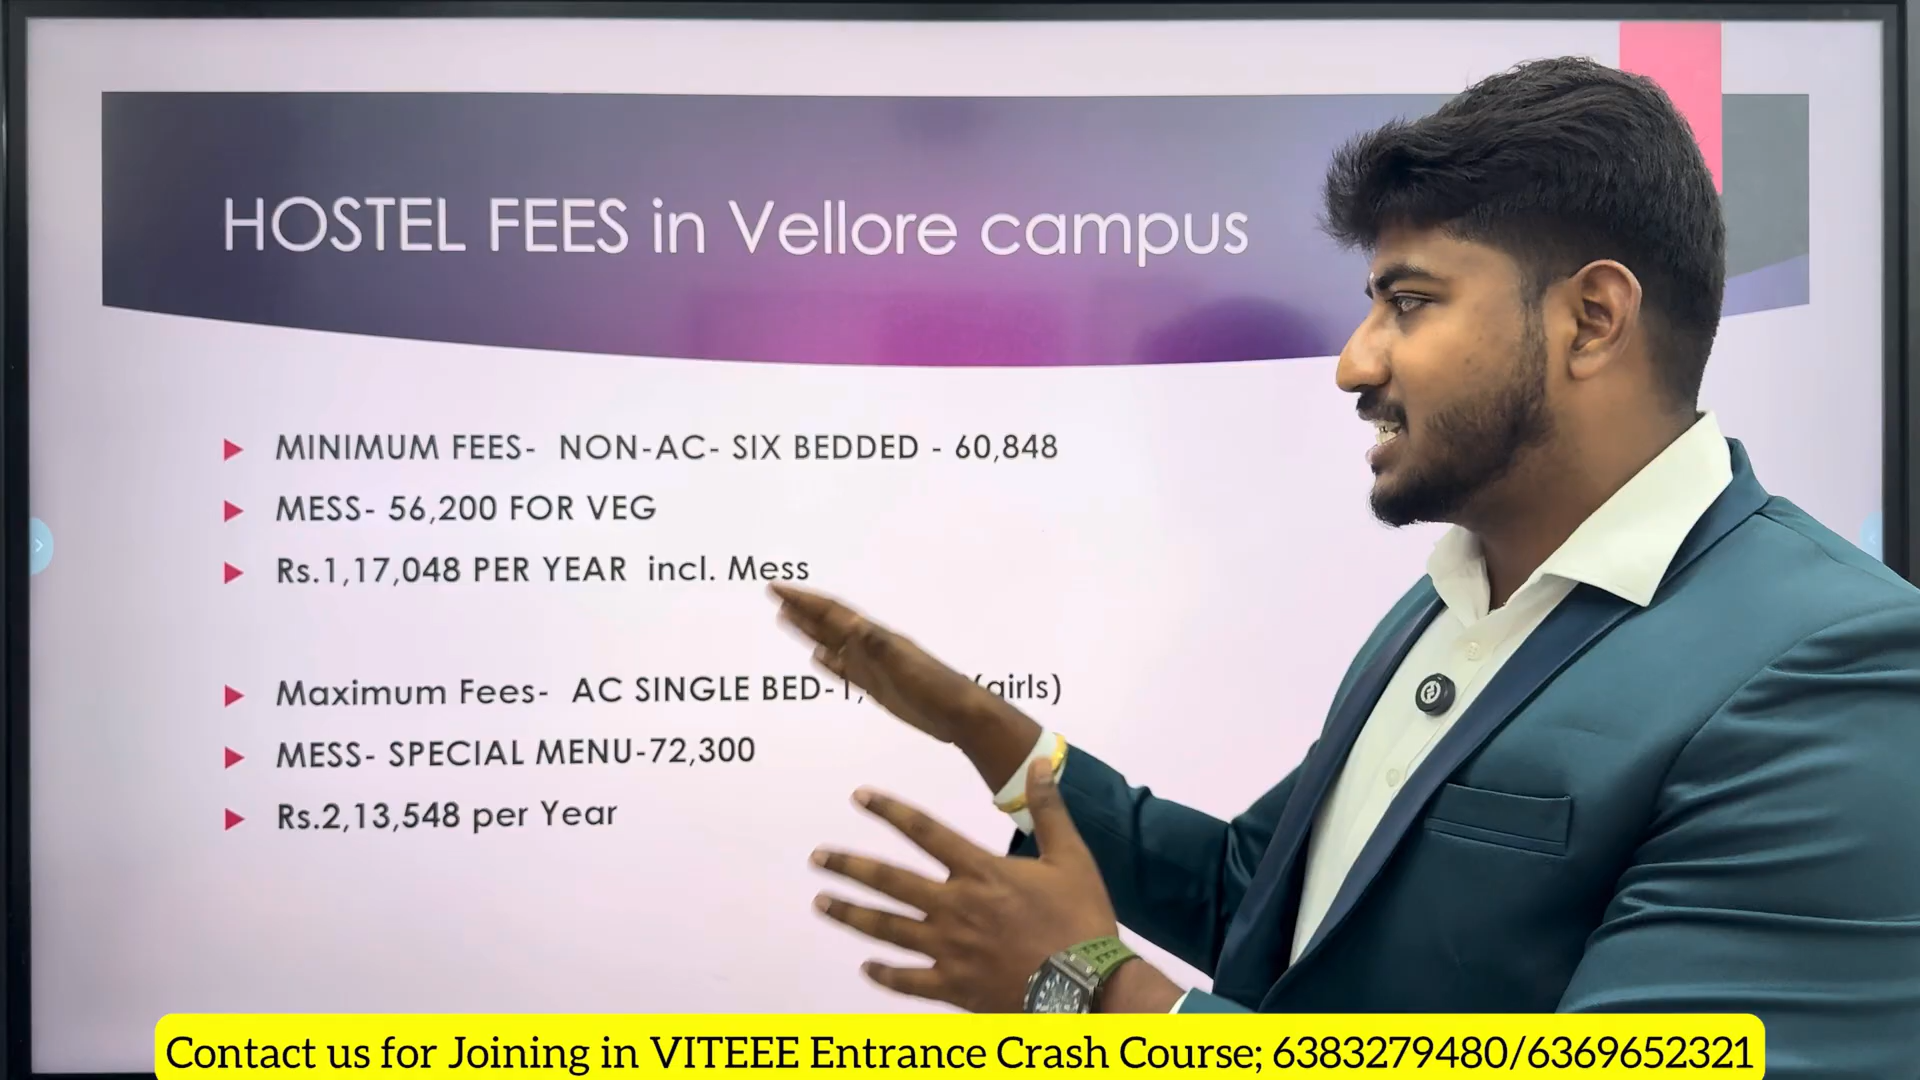 HOSTEL FEES in Vellore campus
MINIMUM FEES- NON-AC- SIX BEDDED - 60,848
MESS- 56,200 FOR VEG
Rs.1,17,048 PER YEAR incl. Mess
Maximum Fees- AC SINGLE BED- (girls)
MESS- SPECIAL MENU-72,300
Rs.2,13,548 per Year
Contact us for Joining in VITEEE Entrance Crash Course; 6383279480/6369652321